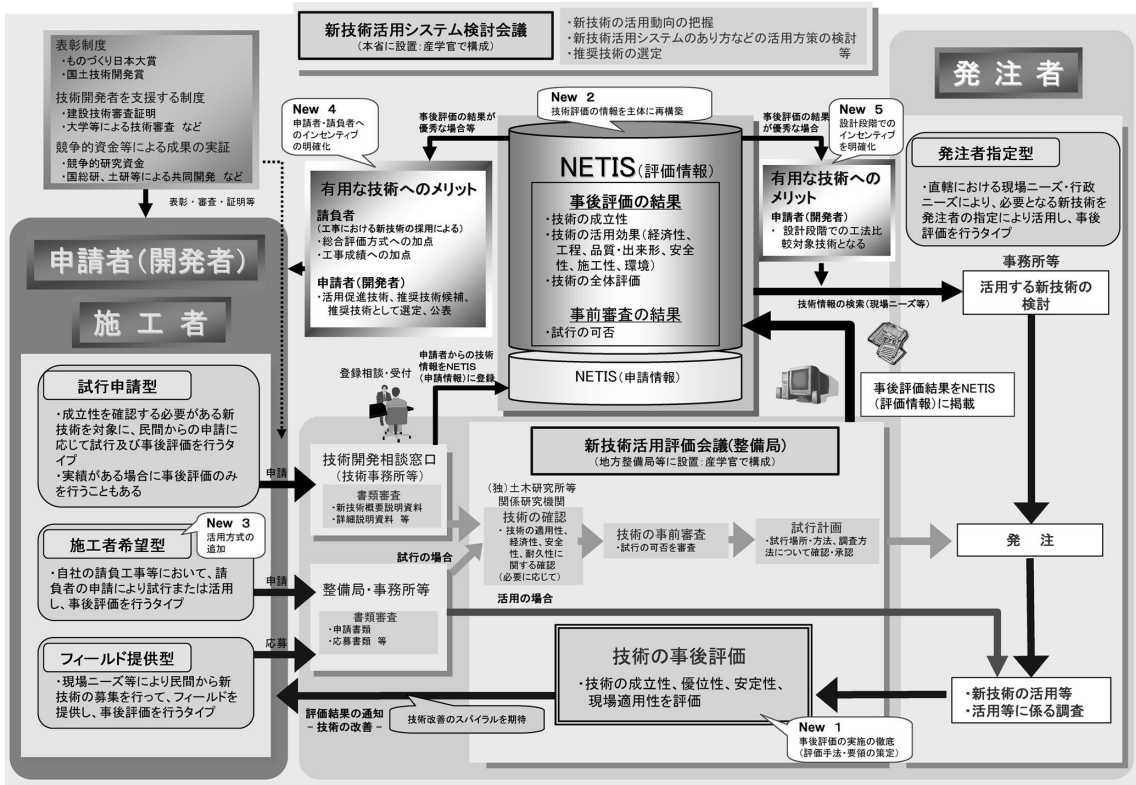 新技術活用システム検討会議
(本省に設置:産学官で構成)
・新技術の活用動向の把握
・新技術活用システムのあり方などの活用方策の検討
・推奨技術の選定　等
表彰制度
・ものづくり日本大賞
・国土技術開発賞
技術開発者を支援する制度
・建設技術審査証明
・大学等による技術審査 など
競争的資金等による成果の実証
・競争的研究資金
・国総研、土研等による共同開発 など
表彰・審査・証明等
申請者(開発者)
施工者
試行申請型
・成立性を確認する必要がある新
技術を対象に、民間からの申請に
応じて試行及び事後評価を行うタ
イプ
・実績がある場合に事後評価のみ
を行うこともある
New 3
活用方式の
追加
施工者希望型
・自社の請負工事等において、請
負者の申請により試行または活用
し、事後評価を行うタイプ
フィールド提供型
・現場ニーズ等により民間から新
技術の募集を行って、フィールドを
提供し、事後評価を行うタイプ
申請
申請
応募
New 4
申請者・請負者へ
のインセンティブ
の明確化
事後評価の結果が
優秀な場合等
有用な技術へのメリット
請負者
(工事における新技術の採用による)
・総合評価方式への加点
・工事成績への加点
申請者(開発者)
・活用促進技術、推奨技術候補、
推奨技術として選定、公表
New 2
技術評価の情報を主体に再構築
NETIS(評価情報)
事後評価の結果
・技術の成立性
・技術の活用効果(経済性、
工程、品質・出来形、安全
性、施工性、環境)
・技術の全体評価
事前審査の結果
・試行の可否
NETIS(申請情報)
事後評価の結果
が優秀な場合
New 5
設計段階での
インセンティブ
を明確化
有用な技術への
メリット
申請者(開発者)
・ 設計段階での工法比
較対象技術となる
発注者
発注者指定型
・直轄における現場ニーズ・行政
ニーズにより、必要となる新技術を
発注者の指定により活用し、事後
評価を行うタイプ
技術情報の検索(現場ニーズ等)
事務所等
活用する新技術の
検討
事後評価結果をNETIS
(評価情報)に掲載
登録相談・受付
申請者からの技術
情報をNETIS
(申請情報)に登録
新技術活用評価会議(整備局)
(地方整備局等に設置:産学官で構成)
技術開発相談窓口
(技術事務所等)
書類審査
・新技術概要説明資料
・詳細説明資料 等
試行の場合
(独)土木研究所等
関係研究機関
技術の確認
・技術の適用性、
経済性、安全
性、耐久性に
関する確認
(必要に応じて)
技術の事前審査
・試行の可否を審査
試行計画
・試行場所・方法、調査方
法について確認・承認
発 注
整備局・事務所等
書類審査
・申請書類
・応募書類 等
活用の場合
技術の事後評価
・技術の成立性、優位性、安定性、
現場適用性を評価
New 1
事後評価の実施の徹底
(評価手法・要領の策定)
・新技術の活用等
・活用等に係る調査
評価結果の通知
− 技術の改善 −
技術改善のスパイラルを期待